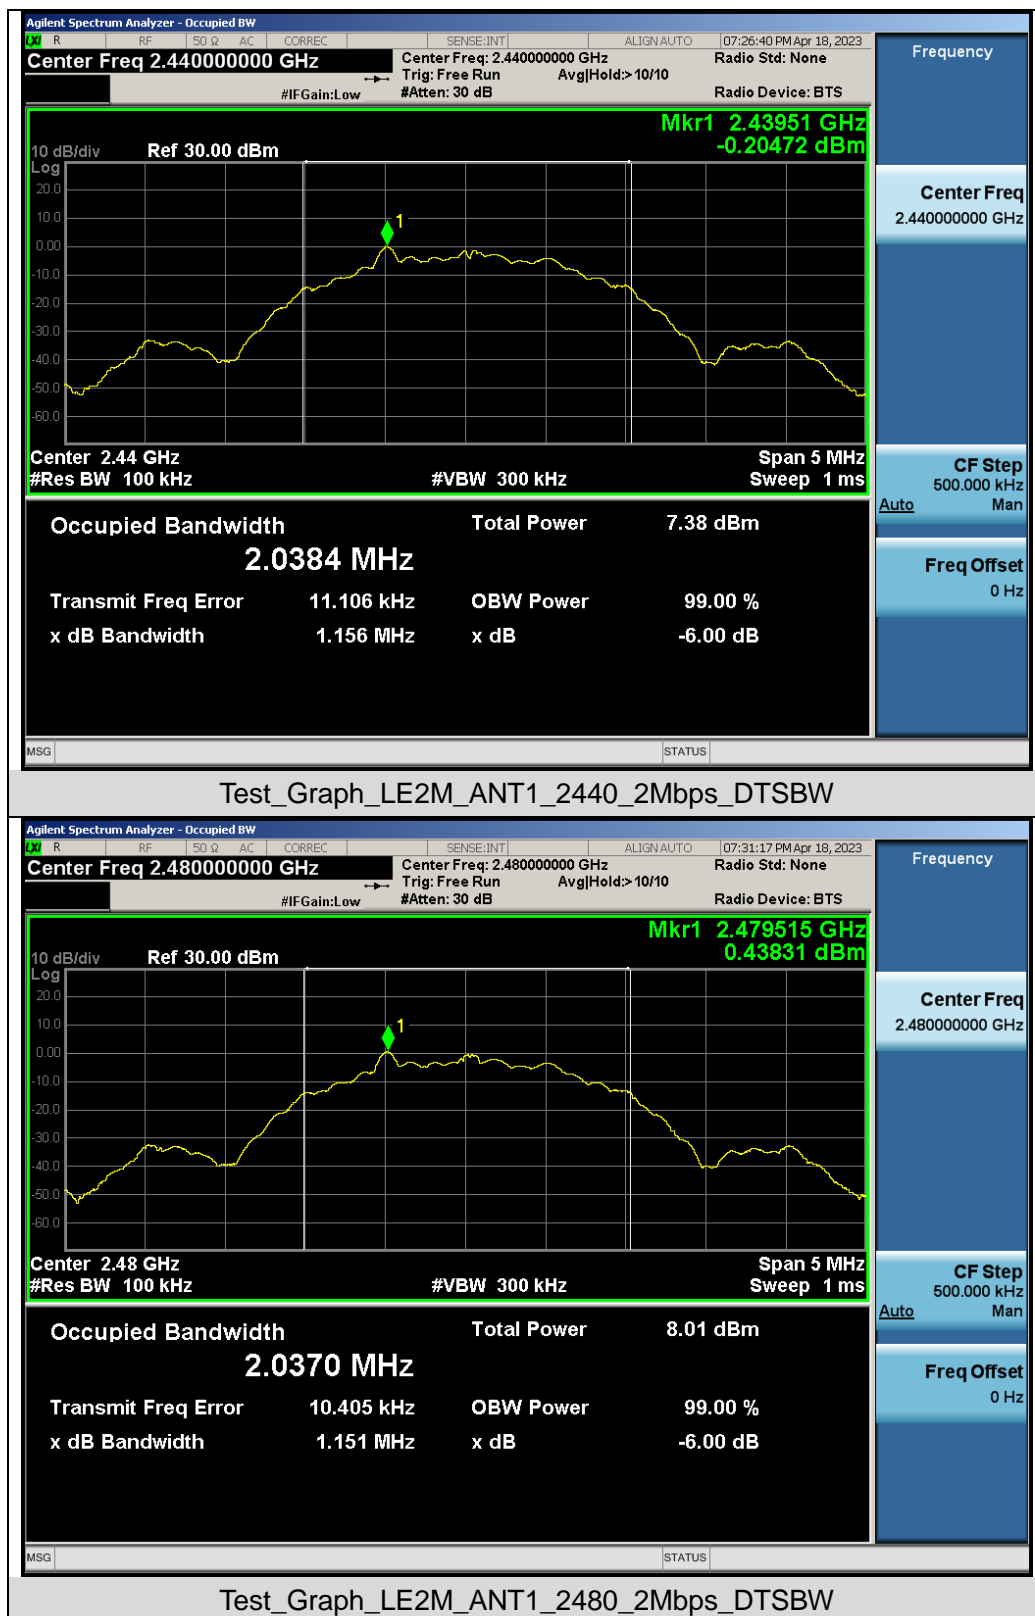 Agilent Spectrum Analyzer - Occupied BW
LXI R RF 50 Ω AC CORREC SENSE:INT ALIGN AUTO 07:26:40 PM Apr 18, 2023
Center Freq 2.440000000 GHz
Center Freq: 2.440000000 GHz
Radio Std: None
Trig: Free Run Avg|Hold:> 10/10
#IFGain:Low #Atten: 30 dB Radio Device: BTS
Mkr1 2.43951 GHz
-0.20472 dBm
10 dB/div Ref 30.00 dBm
Log
20.0
10.0
1
0.00
-10.0
-20.0
-30.0
-40.0
-50.0
-60.0
Center 2.44 GHz Span 5 MHz
#Res BW 100 kHz #VBW 300 kHz Sweep 1 ms
Occupied Bandwidth Total Power 7.38 dBm
2.0384 MHz
Transmit Freq Error 11.106 kHz OBW Power 99.00 %
x dB Bandwidth 1.156 MHz x dB -6.00 dB
MSG STATUS
Frequency
Center Freq
2.440000000 GHz
CF Step
500.000 kHz
Auto Man
Freq Offset
0 Hz
Test_Graph_LE2M_ANT1_2440_2Mbps_DTSBW
Agilent Spectrum Analyzer - Occupied BW
LXI R RF 50 Ω AC CORREC SENSE:INT ALIGN AUTO 07:31:17 PM Apr 18, 2023
Center Freq 2.480000000 GHz
Center Freq: 2.480000000 GHz
Radio Std: None
Trig: Free Run Avg|Hold:> 10/10
#IFGain:Low #Atten: 30 dB Radio Device: BTS
Mkr1 2.479515 GHz
0.43831 dBm
10 dB/div Ref 30.00 dBm
Log
20.0
10.0
1
0.00
-10.0
-20.0
-30.0
-40.0
-50.0
-60.0
Center 2.48 GHz Span 5 MHz
#Res BW 100 kHz #VBW 300 kHz Sweep 1 ms
Occupied Bandwidth Total Power 8.01 dBm
2.0370 MHz
Transmit Freq Error 10.405 kHz OBW Power 99.00 %
x dB Bandwidth 1.151 MHz x dB -6.00 dB
MSG STATUS
Frequency
Center Freq
2.480000000 GHz
CF Step
500.000 kHz
Auto Man
Freq Offset
0 Hz
Test_Graph_LE2M_ANT1_2480_2Mbps_DTSBW